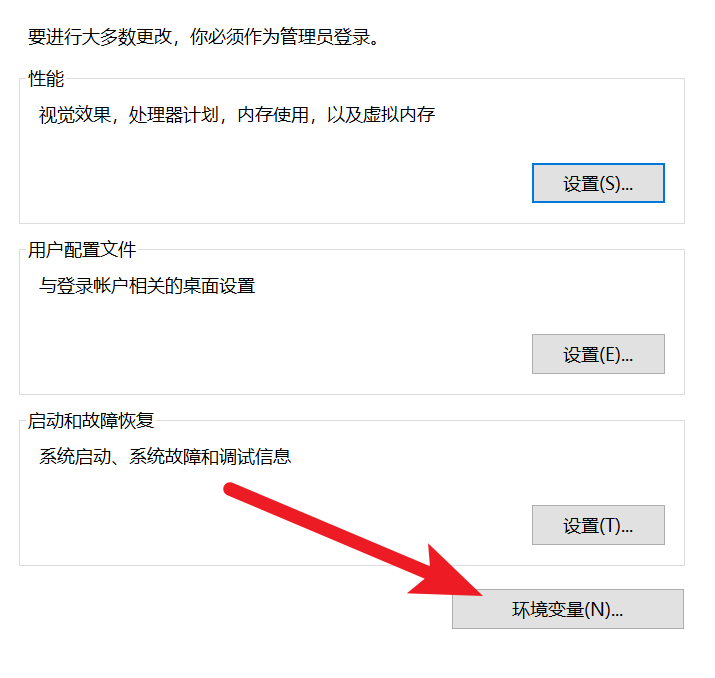 要进行大多数更改，你必须作为管理员登录。
性能
视觉效果，处理器计划，内存使用，以及虚拟内存
设置(S)...
用户配置文件
与登录帐户相关的桌面设置
设置(E)...
启动和故障恢复
系统启动、系统故障和调试信息
设置(T)...
环境变量(N)...